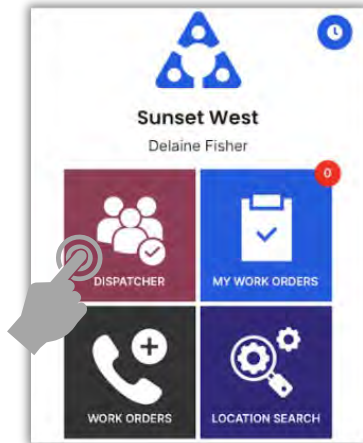 Sunset West
Delaine Fisher
0
DISPATCHER
MY WORK ORDERS
WORK ORDERS
LOCATION SEARCH